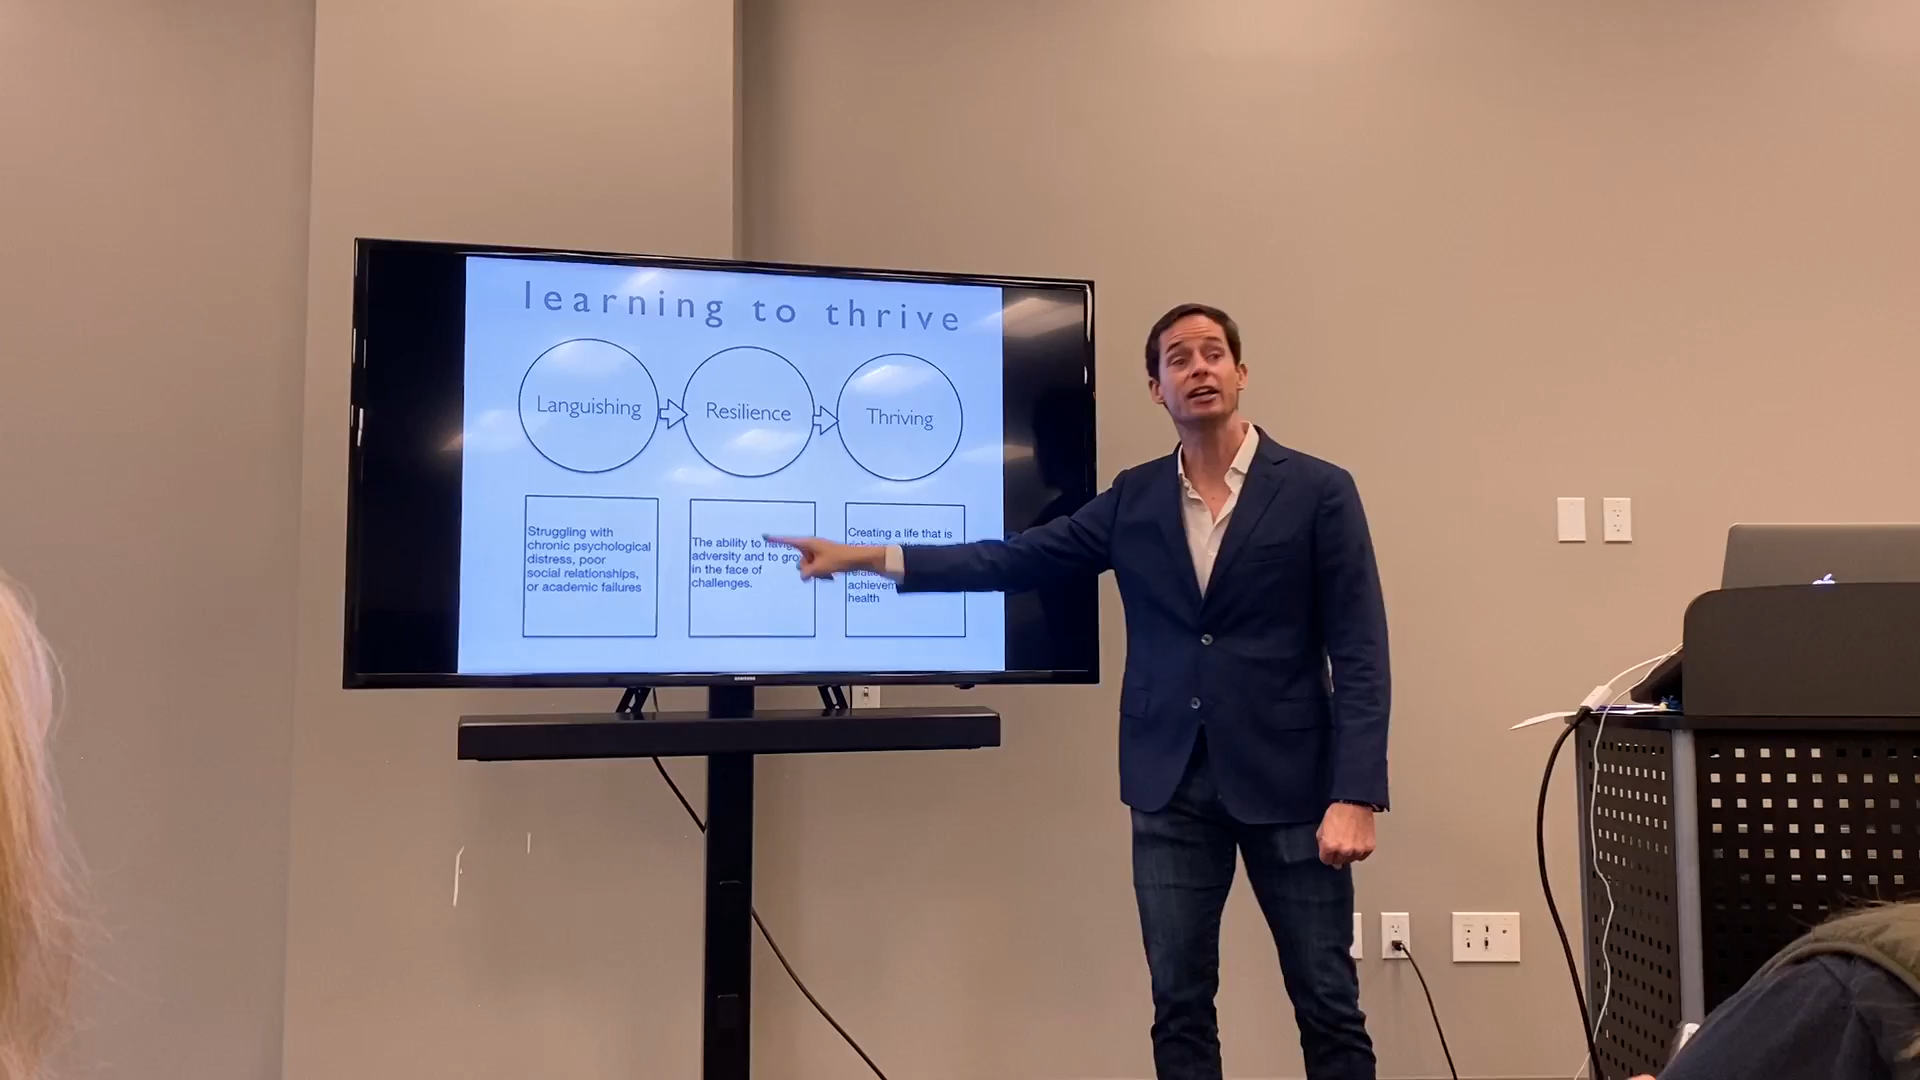 learning to thrive
Languishing
Resilience
Thriving
Struggling with
chronic psychological
distress, poor
social relationships,
or academic failures
The ability to
adversity and to
in the face of
challenges.
Creating a life that is
health
SAMSUNG